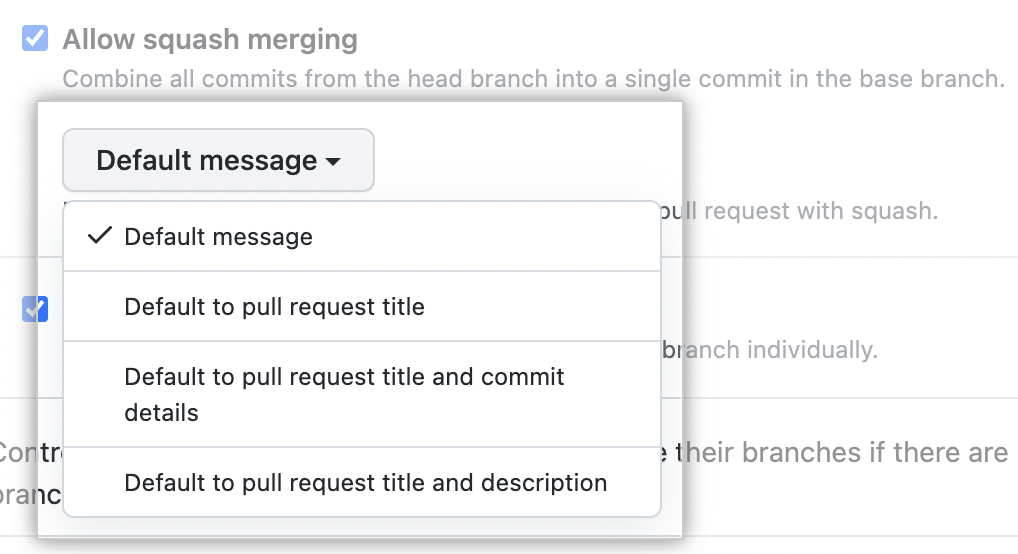 Allow squash merging
Combine all commits from the head branch into a single commit in the base branch.
Default message
pull request with squash.
Default message
Default to pull request title
branch individually.
Default to pull request title and commit
details
their branches if there are
Default to pull request title and description